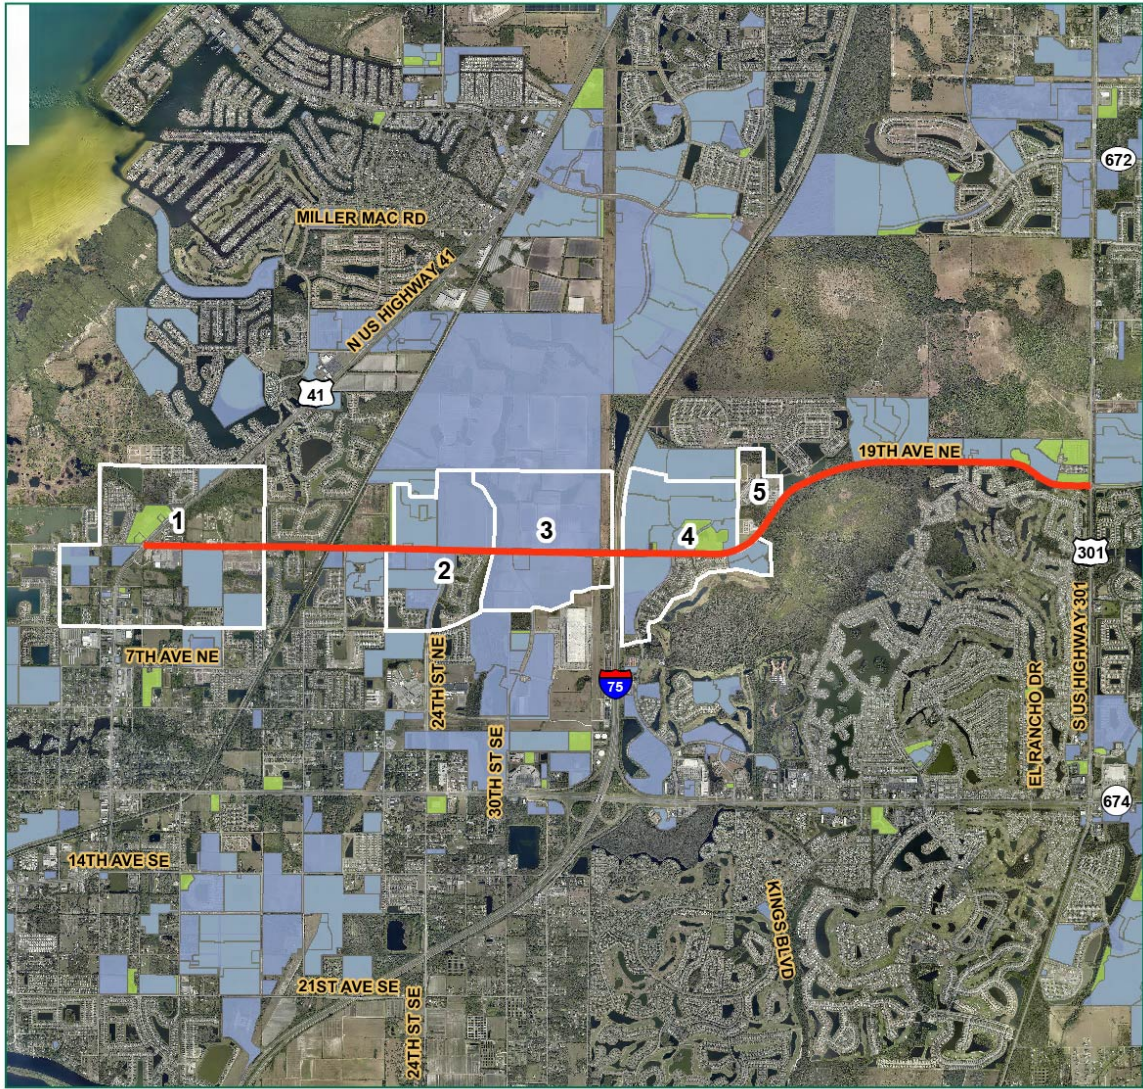 672
MILLER MAC RD
N US HIGHWAY 41
41
19TH AVE NE
1
2
3
4
5
301
7TH AVE NE
24TH ST NE
75
EL RANCHO DR
S US HIGHWAY 301
30TH ST SE
674
14TH AVE SE
KINGS BLVD
21ST AVE SE
24TH ST SE